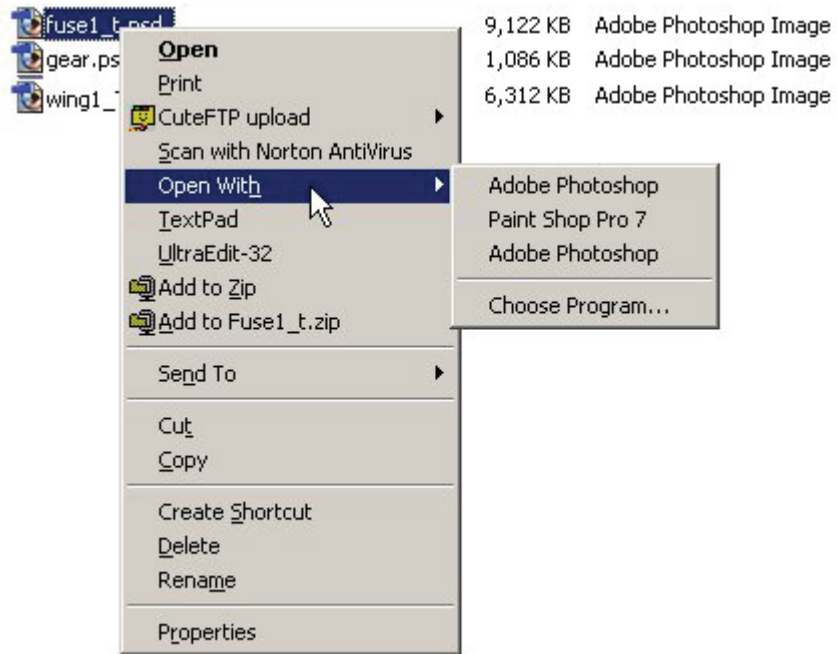 fuse1_t.psd 9,122 KB Adobe Photoshop Image
gear.ps 1,086 KB Adobe Photoshop Image
wing1_ 6,312 KB Adobe Photoshop Image
Open
Print
CuteFTP upload
Scan with Norton AntiVirus
Open With
TextPad
UltraEdit-32
Add to Zip
Add to Fuse1_t.zip
Send To
Cut
Copy
Create Shortcut
Delete
Rename
Properties
Adobe Photoshop
Paint Shop Pro 7
Adobe Photoshop
Choose Program...